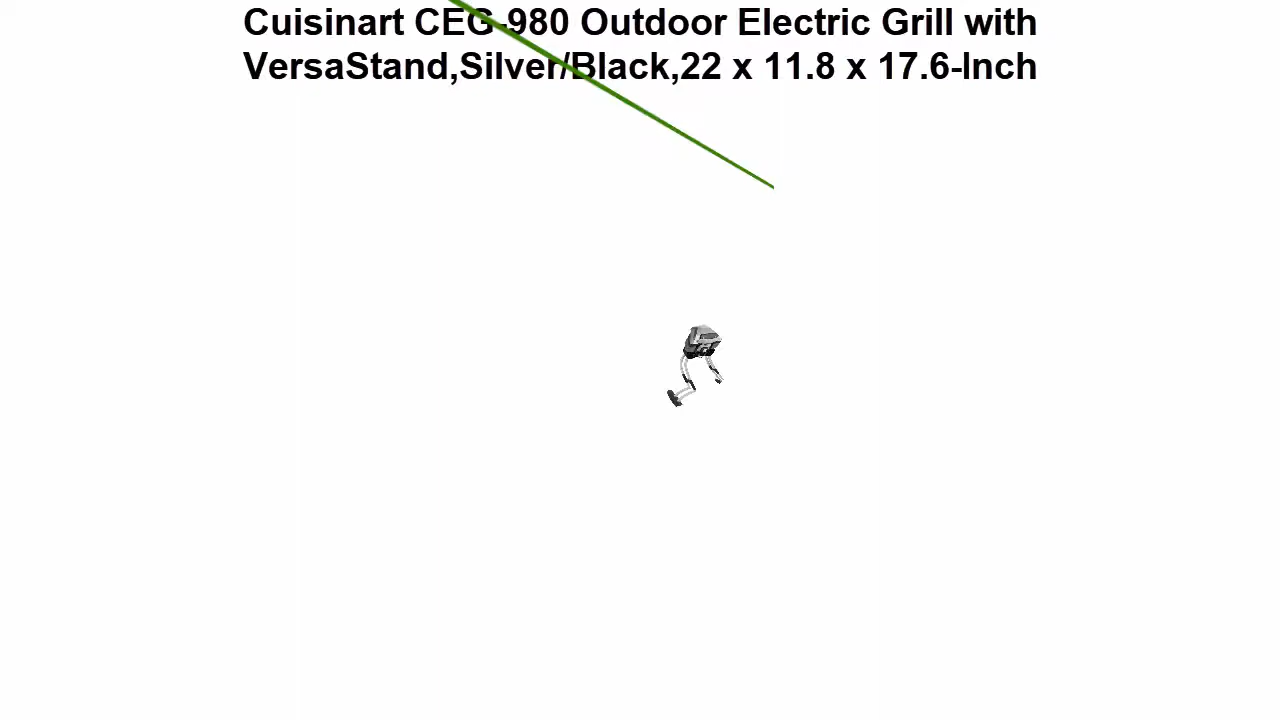 Cuisinart CEG-980 Outdoor Electric Grill with
VersaStand,Silver/Black,22 x 11.8 x 17.6-Inch